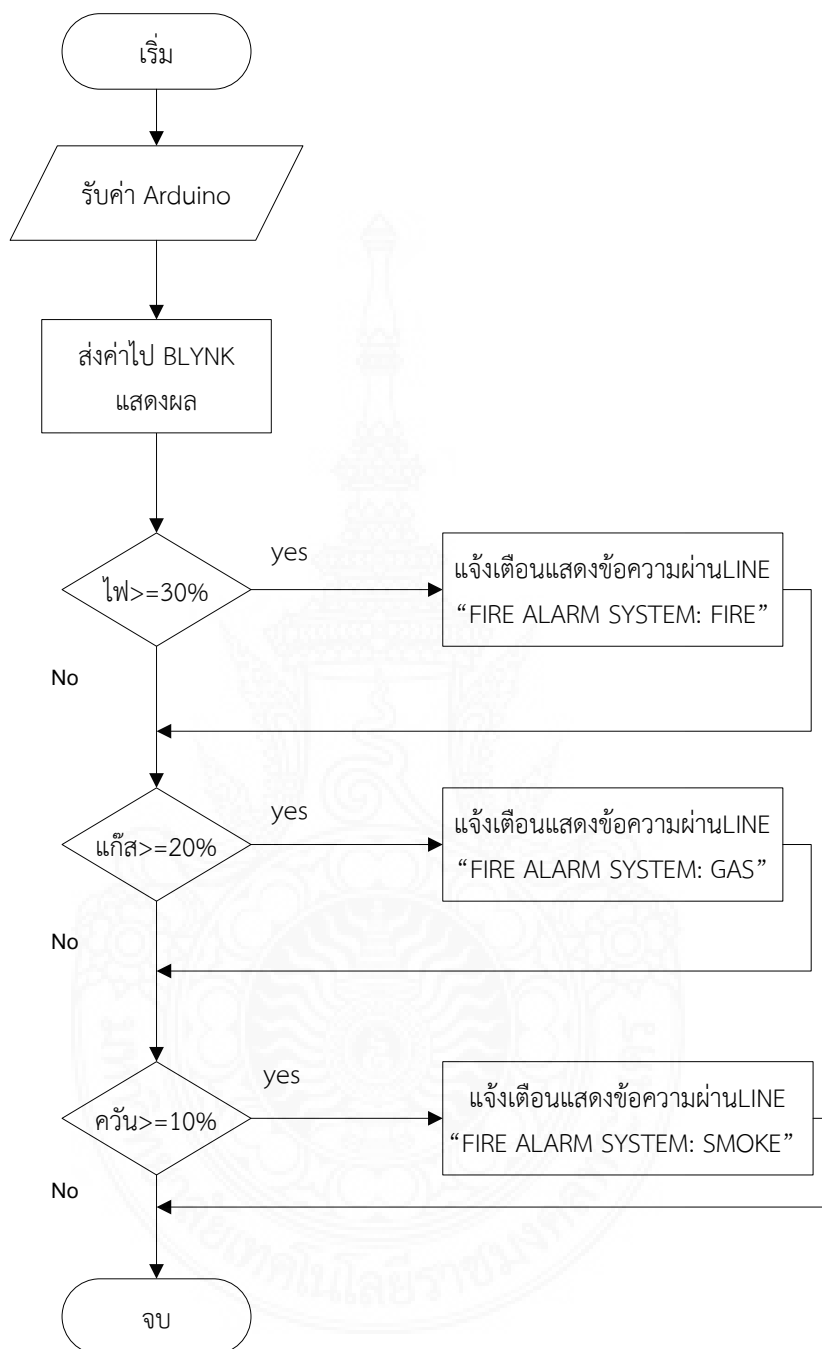 เริ่ม
รับค่า Arduino
ส่งค่าไป BLYNK
แสดงผล
ไฟ>=30%
yes
แจ้งเตือนแสดงข้อความผ่านLINE
“FIRE ALARM SYSTEM: FIRE”
No
แก๊ส>=20%
yes
แจ้งเตือนแสดงข้อความผ่านLINE
“FIRE ALARM SYSTEM: GAS”
No
ควัน>=10%
yes
แจ้งเตือนแสดงข้อความผ่านLINE
“FIRE ALARM SYSTEM: SMOKE”
No
จบ